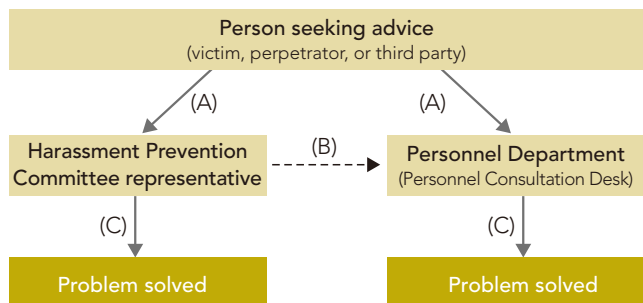 Person seeking advice
(victim, perpetrator, or third party)
(A)
(A)
Harassment Prevention
Committee representative
(B)
Personnel Department
(Personnel Consultation Desk)
(C)
(C)
Problem solved
Problem solved